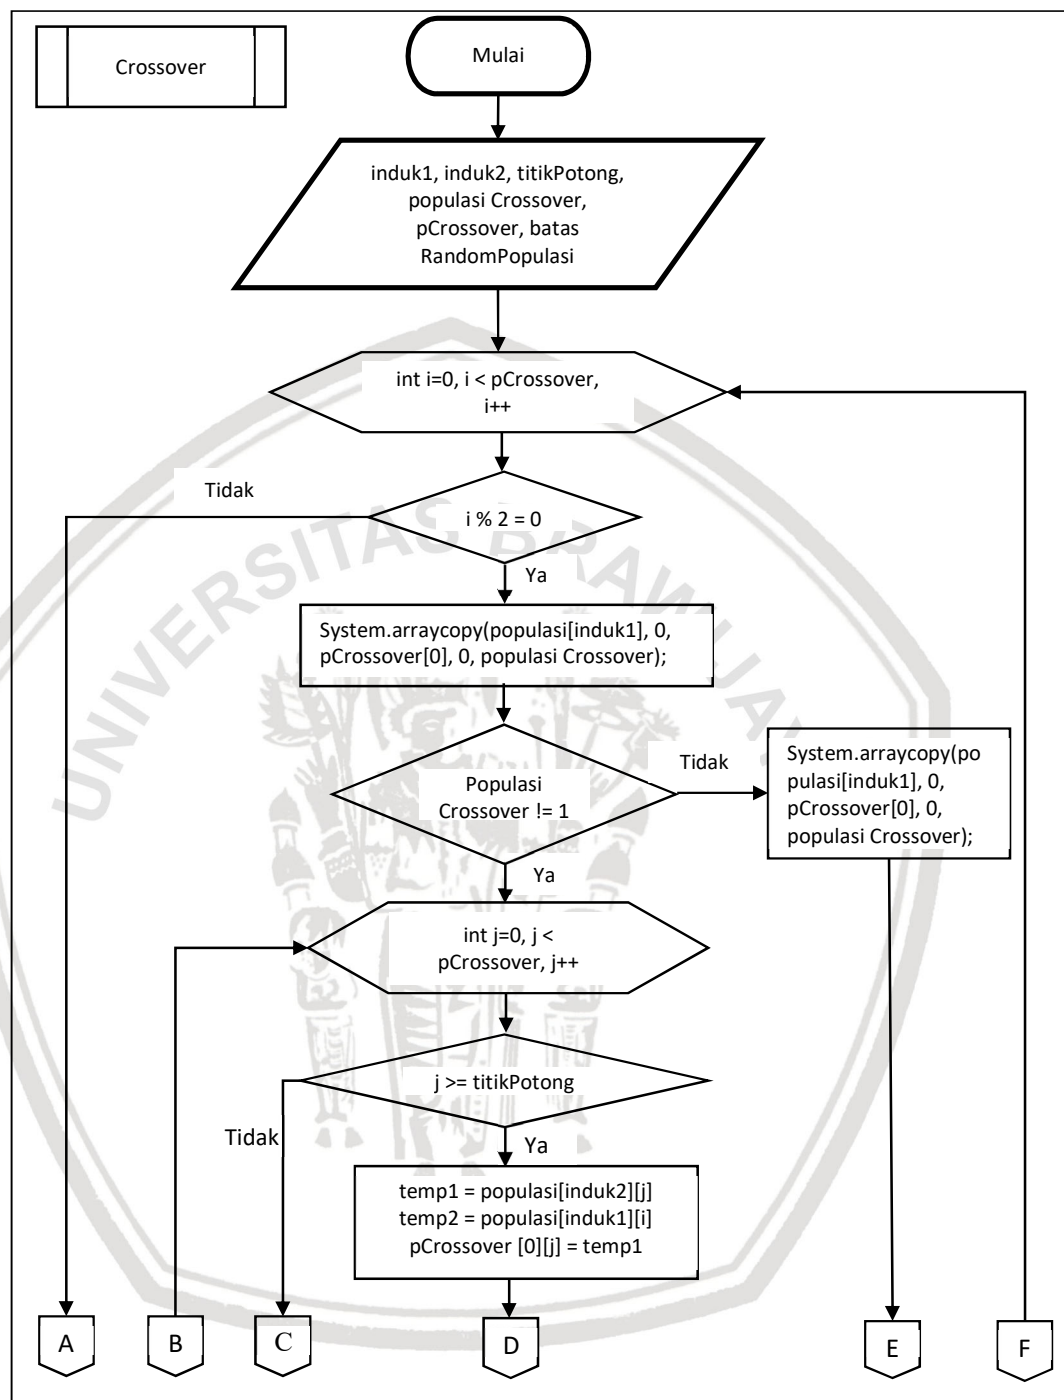 Crossover
Mulai
induk1, induk2, titikPotong,
populasi Crossover,
pCrossover, batas
RandomPopulasi
int i=0, i < pCrossover,
i++
Tidak
i % 2 = 0
Ya
UNIVERSITAS BRAWIJAYA
System.arraycopy(populasi[induk1], 0,
pCrossover[0], 0, populasi Crossover);
Populasi
Crossover != 1
Tidak
System.arraycopy(po
pulasi[induk1], 0,
pCrossover[0], 0,
populasi Crossover);
Ya
int j=0, j <
pCrossover, j++
j >= titikPotong
Tidak
Ya
temp1 = populasi[induk2][j]
temp2 = populasi[induk1][i]
pCrossover [0][j] = temp1
A
B
C
D
E
F